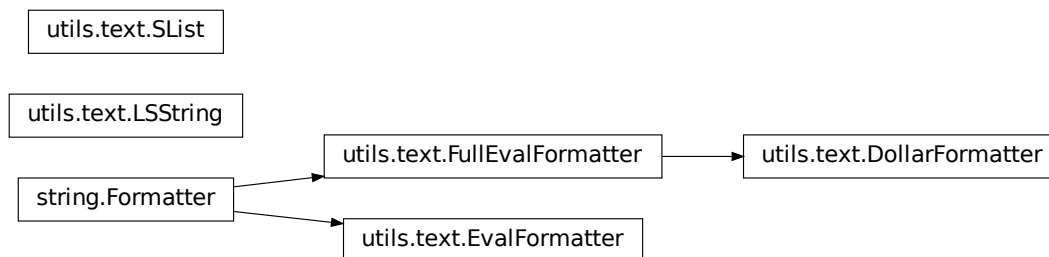 utils.text.SList
utils.text.LSString
utils.text.FullEvalFormatter
utils.text.DollarFormatter
string.Formatter
utils.text.EvalFormatter